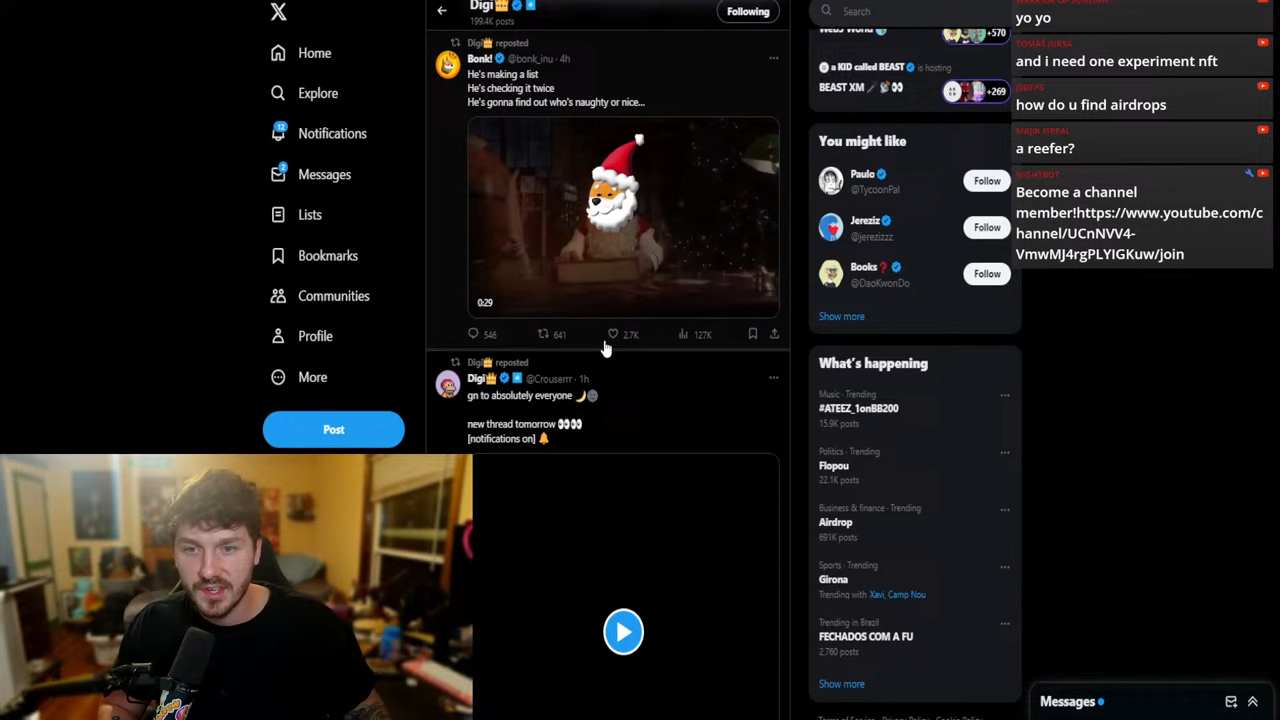 Home
Explore
12
Notifications
2
Messages
Lists
Bookmarks
Communities
Profile
More
Post
Digi
199.4K posts
Following
Digi reposted
Bonk! @bonk_inu · 4h
He's making a list
He's checking it twice
He's gonna find out who's naughty or nice...
0:29
546
641
2.7K
127K
Digi reposted
Digi @Crouserrr · 1h
gn to absolutely everyone
new thread tomorrow
[notifications on]
Search
Web3 World
+570
a KID called BEAST is hosting
BEAST XM
+269
You might like
Paulo
@TycoonPal
Follow
Jereziz
@jerezizzz
Follow
Books
@DaoKwonDo
Follow
Show more
What's happening
Music · Trending
#ATEEZ_1onBB200
15.9K posts
Politics · Trending
Flopou
22.1K posts
Business & finance · Trending
Airdrop
691K posts
Sports · Trending
Girona
Trending with Xavi, Camp Nou
Trending in Brazil
FECHADOS COM A FU
2,760 posts
Show more
yo yo
TOMAS JURSA
and i need one experiment nft
how do u find airdrops
MAJIK ISREAL
a reefer?
NIGHTBOT
Become a channel
member!https://www.youtube.com/c
hannel/UCnNVV4-
VmwMJ4rgPLYIGKuw/join
Messages